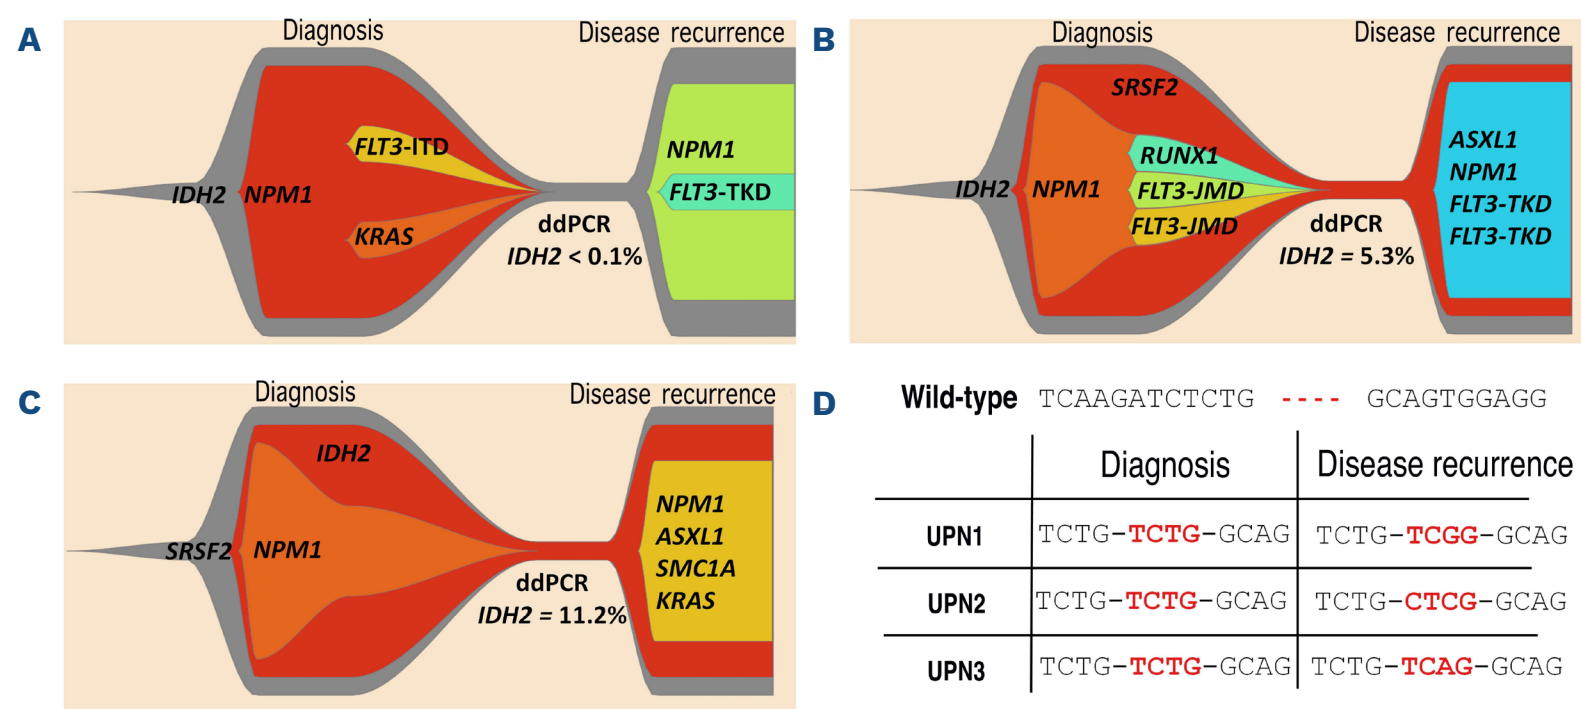 A
Diagnosis
Disease recurrence
IDH2
NPM1
FLT3-ITD
KRAS
ddPCR
IDH2 < 0.1%
NPM1
FLT3-TKD
B
Diagnosis
Disease recurrence
SRSF2
IDH2
NPM1
RUNX1
FLT3-JMD
FLT3-JMD
ddPCR
IDH2 = 5.3%
ASXL1
NPM1
FLT3-TKD
FLT3-TKD
C
Diagnosis
Disease recurrence
IDH2
SRSF2
NPM1
ddPCR
IDH2 = 11.2%
NPM1
ASXL1
SMC1A
KRAS
D
Wild-type TCAAGATCTCTG ---- GCAGTGGAGG
Diagnosis Disease recurrence
UPN1 TCTG-TCTG-GCAG TCTG-TCGG-GCAG
UPN2 TCTG-TCTG-GCAG TCTG-CTCG-GCAG
UPN3 TCTG-TCTG-GCAG TCTG-TCAG-GCAG